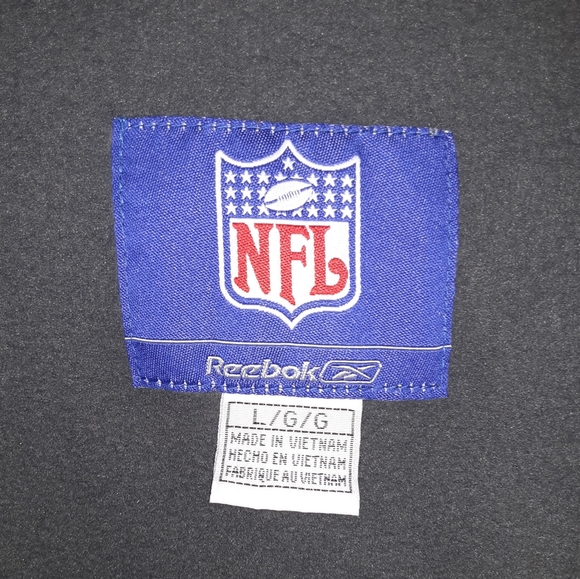 NFL
Reebok
L/G/G
MADE IN VIETNAM
HECHO EN VIETNAM
FABRIQUE AU VIETNAM